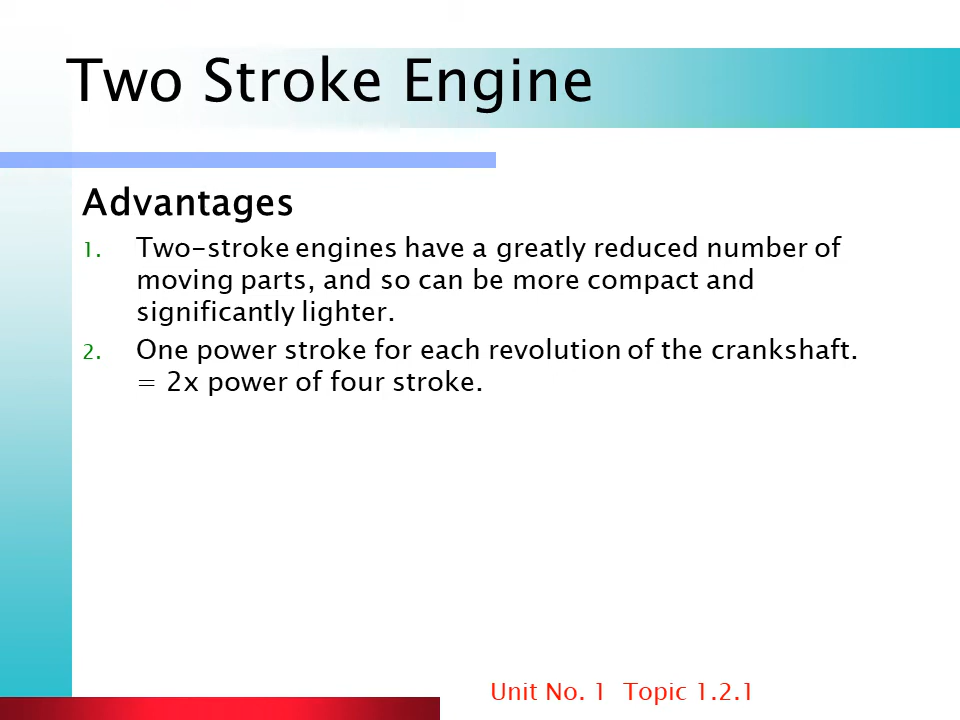 Two Stroke Engine
Advantages
1. Two-stroke engines have a greatly reduced number of
moving parts, and so can be more compact and
significantly lighter.
2. One power stroke for each revolution of the crankshaft.
= 2x power of four stroke.
Unit No. 1 Topic 1.2.1